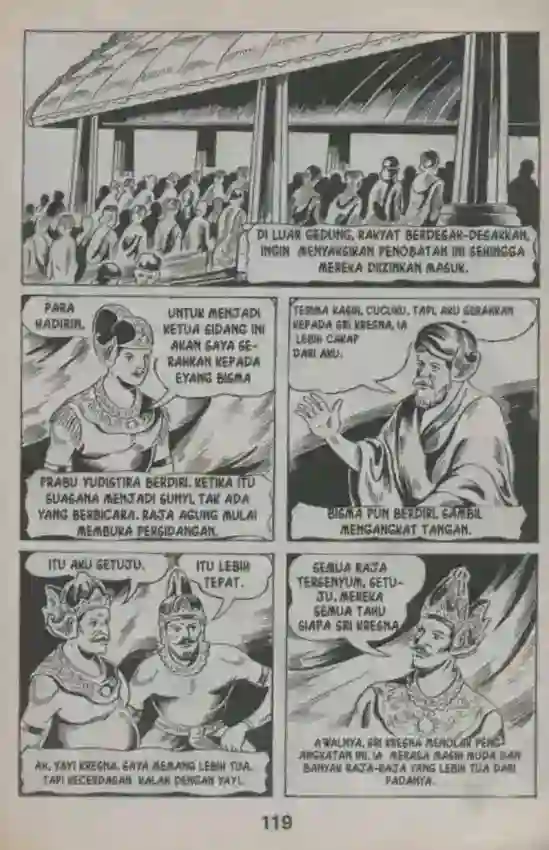 DI LUAR GEDUNG, RAKYAT BERDESAK-DESAKKAN,
INGIN MENYAKSIKAN PENOBATAN INI SEHINGGA
MEREKA DIIZINKAN MASUK.
PARA
HADIRIN,
UNTUK MENJADI
KETUA SIDANG INI
AKAN SAYA SE-
RAHKAN KEPADA
EYANG BISMA
PRABU YUDISTIRA BERDIRI. KETIKA ITU
SUASANA MENJADI SUNYI, TAK ADA
YANG BERBICARA. RAJA AGUNG MULAI
MEMBUKA PERSIDANGAN.
TERIMA KASIH, CUCUKU. TAPI, AKU SERAHKAN
KEPADA SRI KRESNA, IA
LEBIH CAKAP
DARI AKU.
BISMA PUN BERDIRI, SAMBIL
MENGANGKAT TANGAN.
ITU AKU SETUJU.
ITU LEBIH
TEPAT.
AH, YAYI KRESNA. SAYA MEMANG LEBIH TUA.
TAPI KECERDASAN KALAH DENGAN YAYI.
SEMUA RAJA
TERSENYUM, SETU-
JU. MEREKA
SEMUA TAHU
SIAPA SRI KRESNA
AWALNYA, SRI KRESNA MENOLAK PENG-
ANGKATAN INI. IA MERASA MASIH MUDA DAN
BANYAK RAJA-RAJA YANG LEBIH TUA DARI
PADANYA.
119